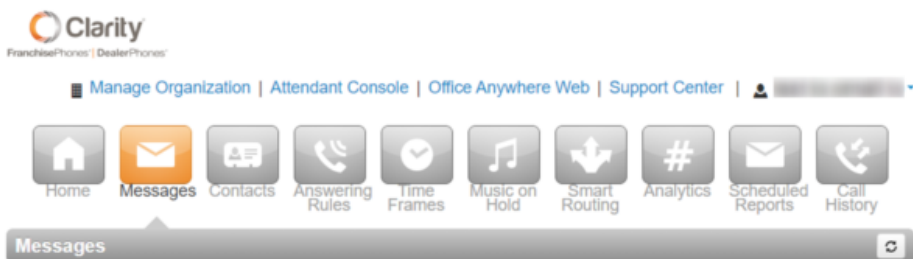 Clarity
FranchisePhones® | DealerPhones®
Manage Organization | Attendant Console | Office Anywhere Web | Support Center |
Home Messages Contacts Answering Rules Time Frames Music on Hold Smart Routing # Analytics Scheduled Reports Call History
Messages